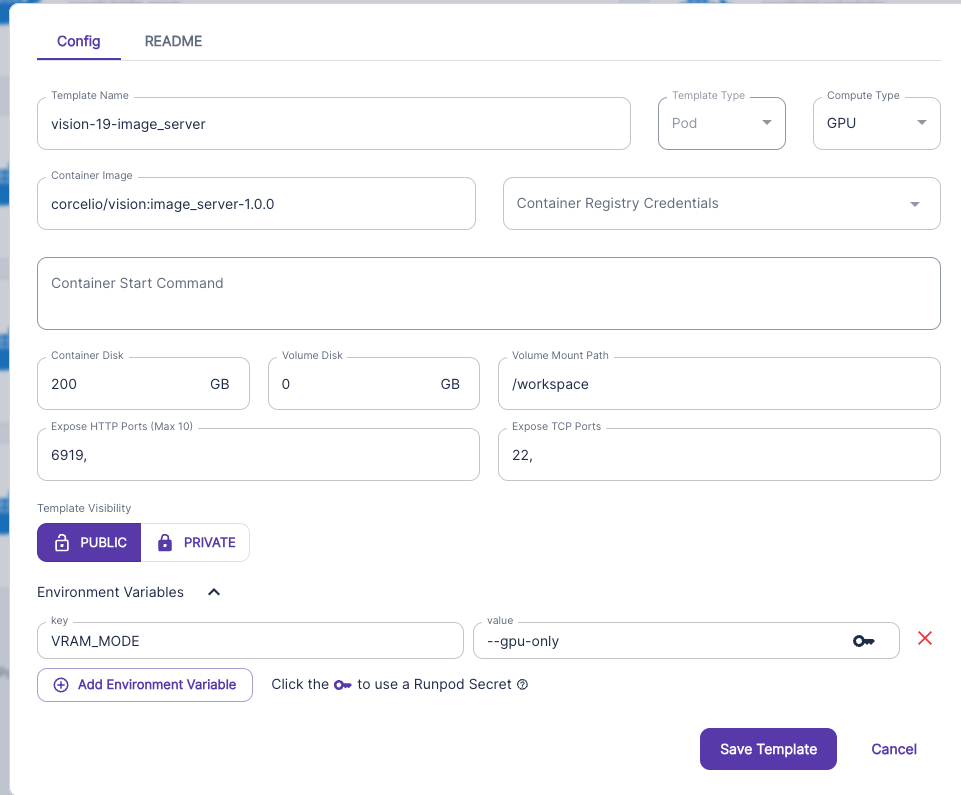 Config README
Template Name
vision-19-image_server
Template Type
Pod
Compute Type
GPU
Container Image
corcelio/vision:image_server-1.0.0
Container Registry Credentials
Container Start Command
Container Disk
200 GB
Volume Disk
0 GB
Volume Mount Path
/workspace
Expose HTTP Ports (Max 10)
6919,
Expose TCP Ports
22,
Template Visibility
PUBLIC PRIVATE
Environment Variables
key
VRAM_MODE
value
--gpu-only
Add Environment Variable Click the to use a Runpod Secret
Save Template Cancel